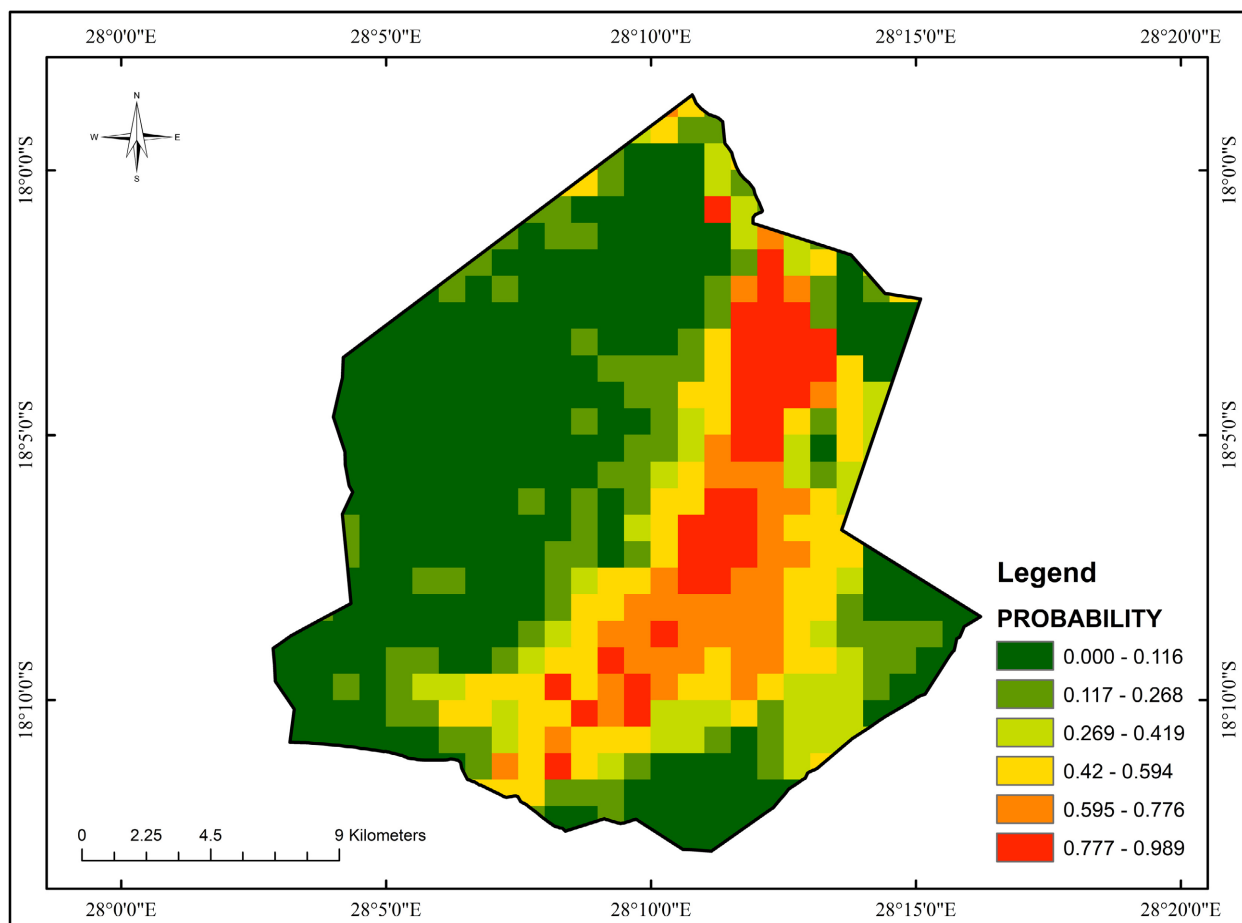 28°0'0"E 28°5'0"E 28°10'0"E 28°15'0"E 28°20'0"E
N
W E
S
18°0'0"S 18°0'0"S
18°5'0"S 18°5'0"S
18°10'0"S 18°10'0"S
Legend
PROBABILITY
0.000 - 0.116
0.117 - 0.268
0.269 - 0.419
0.42 - 0.594
0.595 - 0.776
0.777 - 0.989
0 2.25 4.5 9 Kilometers
28°0'0"E 28°5'0"E 28°10'0"E 28°15'0"E 28°20'0"E